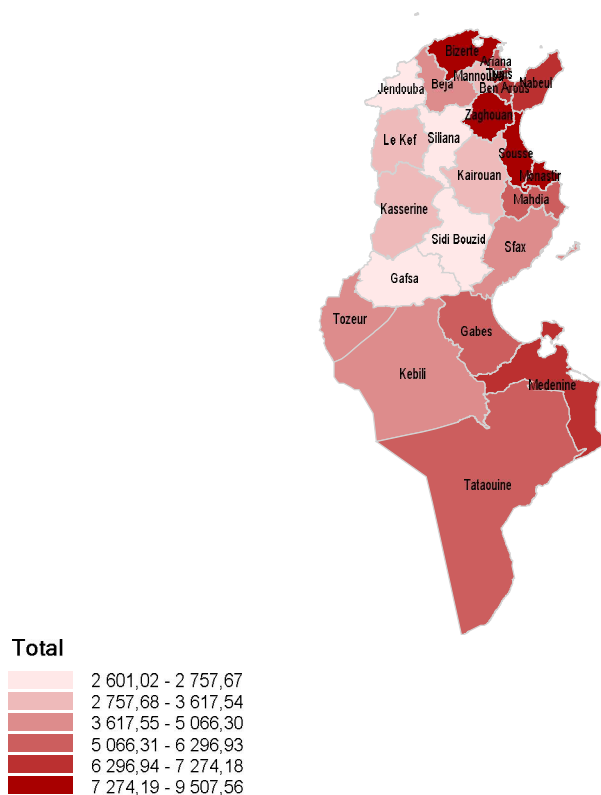 Bizerte
Ariana
Tunis
Mannouba
Beja
Nabeul
Jendouba
Ben Arous
Zaghouan
Le Kef
Siliana
Sousse
Kairouan
Monastir
Mahdia
Kasserine
Sidi Bouzid
Sfax
Gafsa
Tozeur
Gabes
Kebili
Medenine
Tataouine
Total
2 601,02 - 2 757,67
2 757,68 - 3 617,54
3 617,55 - 5 066,30
5 066,31 - 6 296,93
6 296,94 - 7 274,18
7 274,19 - 9 507,56